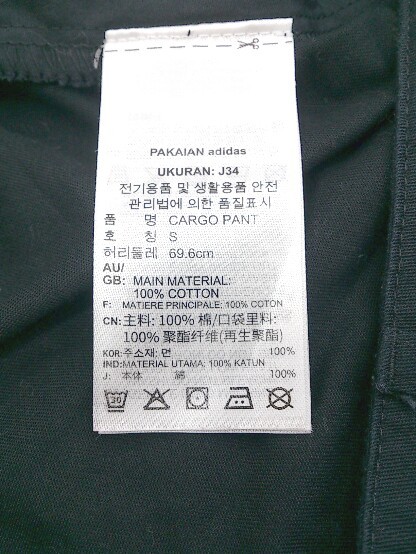 PAKAIAN adidas
UKURAN: J34
전기용품 및 생활용품 안전
관리법에 의한 품질표시
품 명 CARGO PANT
호 칭 S
허리둘레 69.6cm
AU/
GB: MAIN MATERIAL:
100% COTTON
F: MATIERE PRINCIPALE: 100% COTON
CN: 主料: 100% 棉/口袋里料:
100% 聚酯纤维(再生聚酯)
KOR: 주소재: 면 100%
IND: MATERIAL UTAMA: 100% KATUN
J: 本体 綿 100%
30